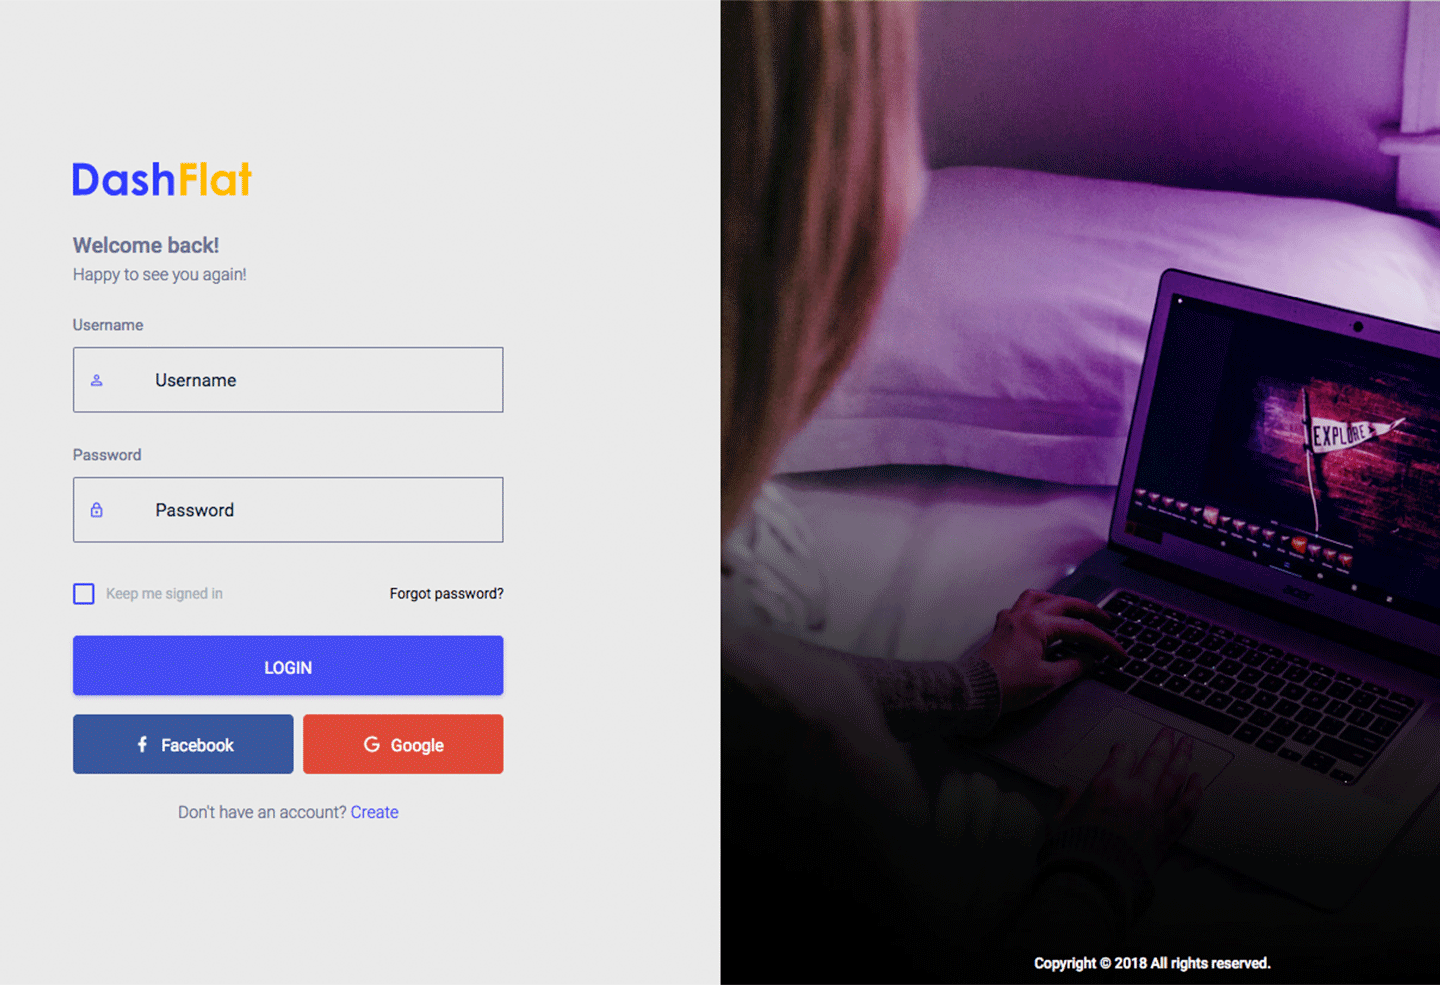 DashFlat
Welcome back!
Happy to see you again!
Username
Username
Password
Password
Keep me signed in
Forgot password?
LOGIN
Facebook
Google
Don't have an account? Create
EXPLORE
acer
Copyright © 2018 All rights reserved.